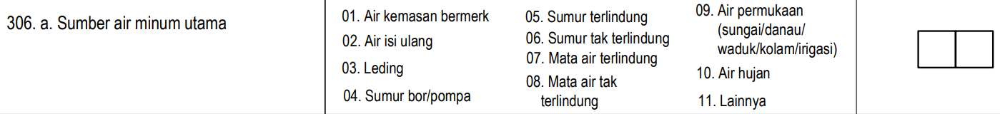 306. a. Sumber air minum utama
01. Air kemasan bermerk
02. Air isi ulang
03. Leding
04. Sumur bor/pompa
05. Sumur terlindung
06. Sumur tak terlindung
07. Mata air terlindung
08. Mata air tak
terlindung
09. Air permukaan
(sungai/danau/
waduk/kolam/irigasi)
10. Air hujan
11. Lainnya